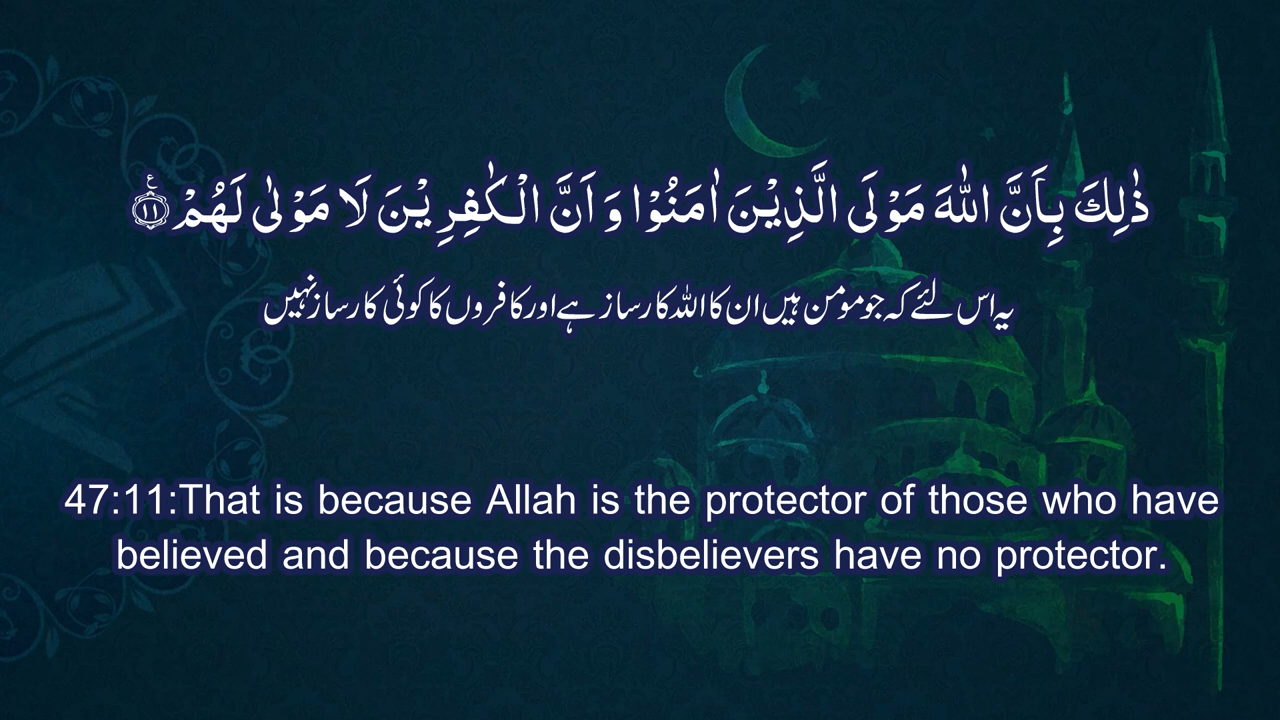 ذٰلِكَ بِاَنَّ اللّٰهَ مَوْلَى الَّذِيْنَ اٰمَنُوْا وَ اَنَّ الْكٰفِرِيْنَ لَا مَوْلٰى لَهُمْ ۧ۝۱۱
یہ اس لئے کہ جو مومن ہیں ان کا اللہ کارساز ہے اور کافروں کا کوئی کارساز نہیں
47:11:That is because Allah is the protector of those who have
believed and because the disbelievers have no protector.